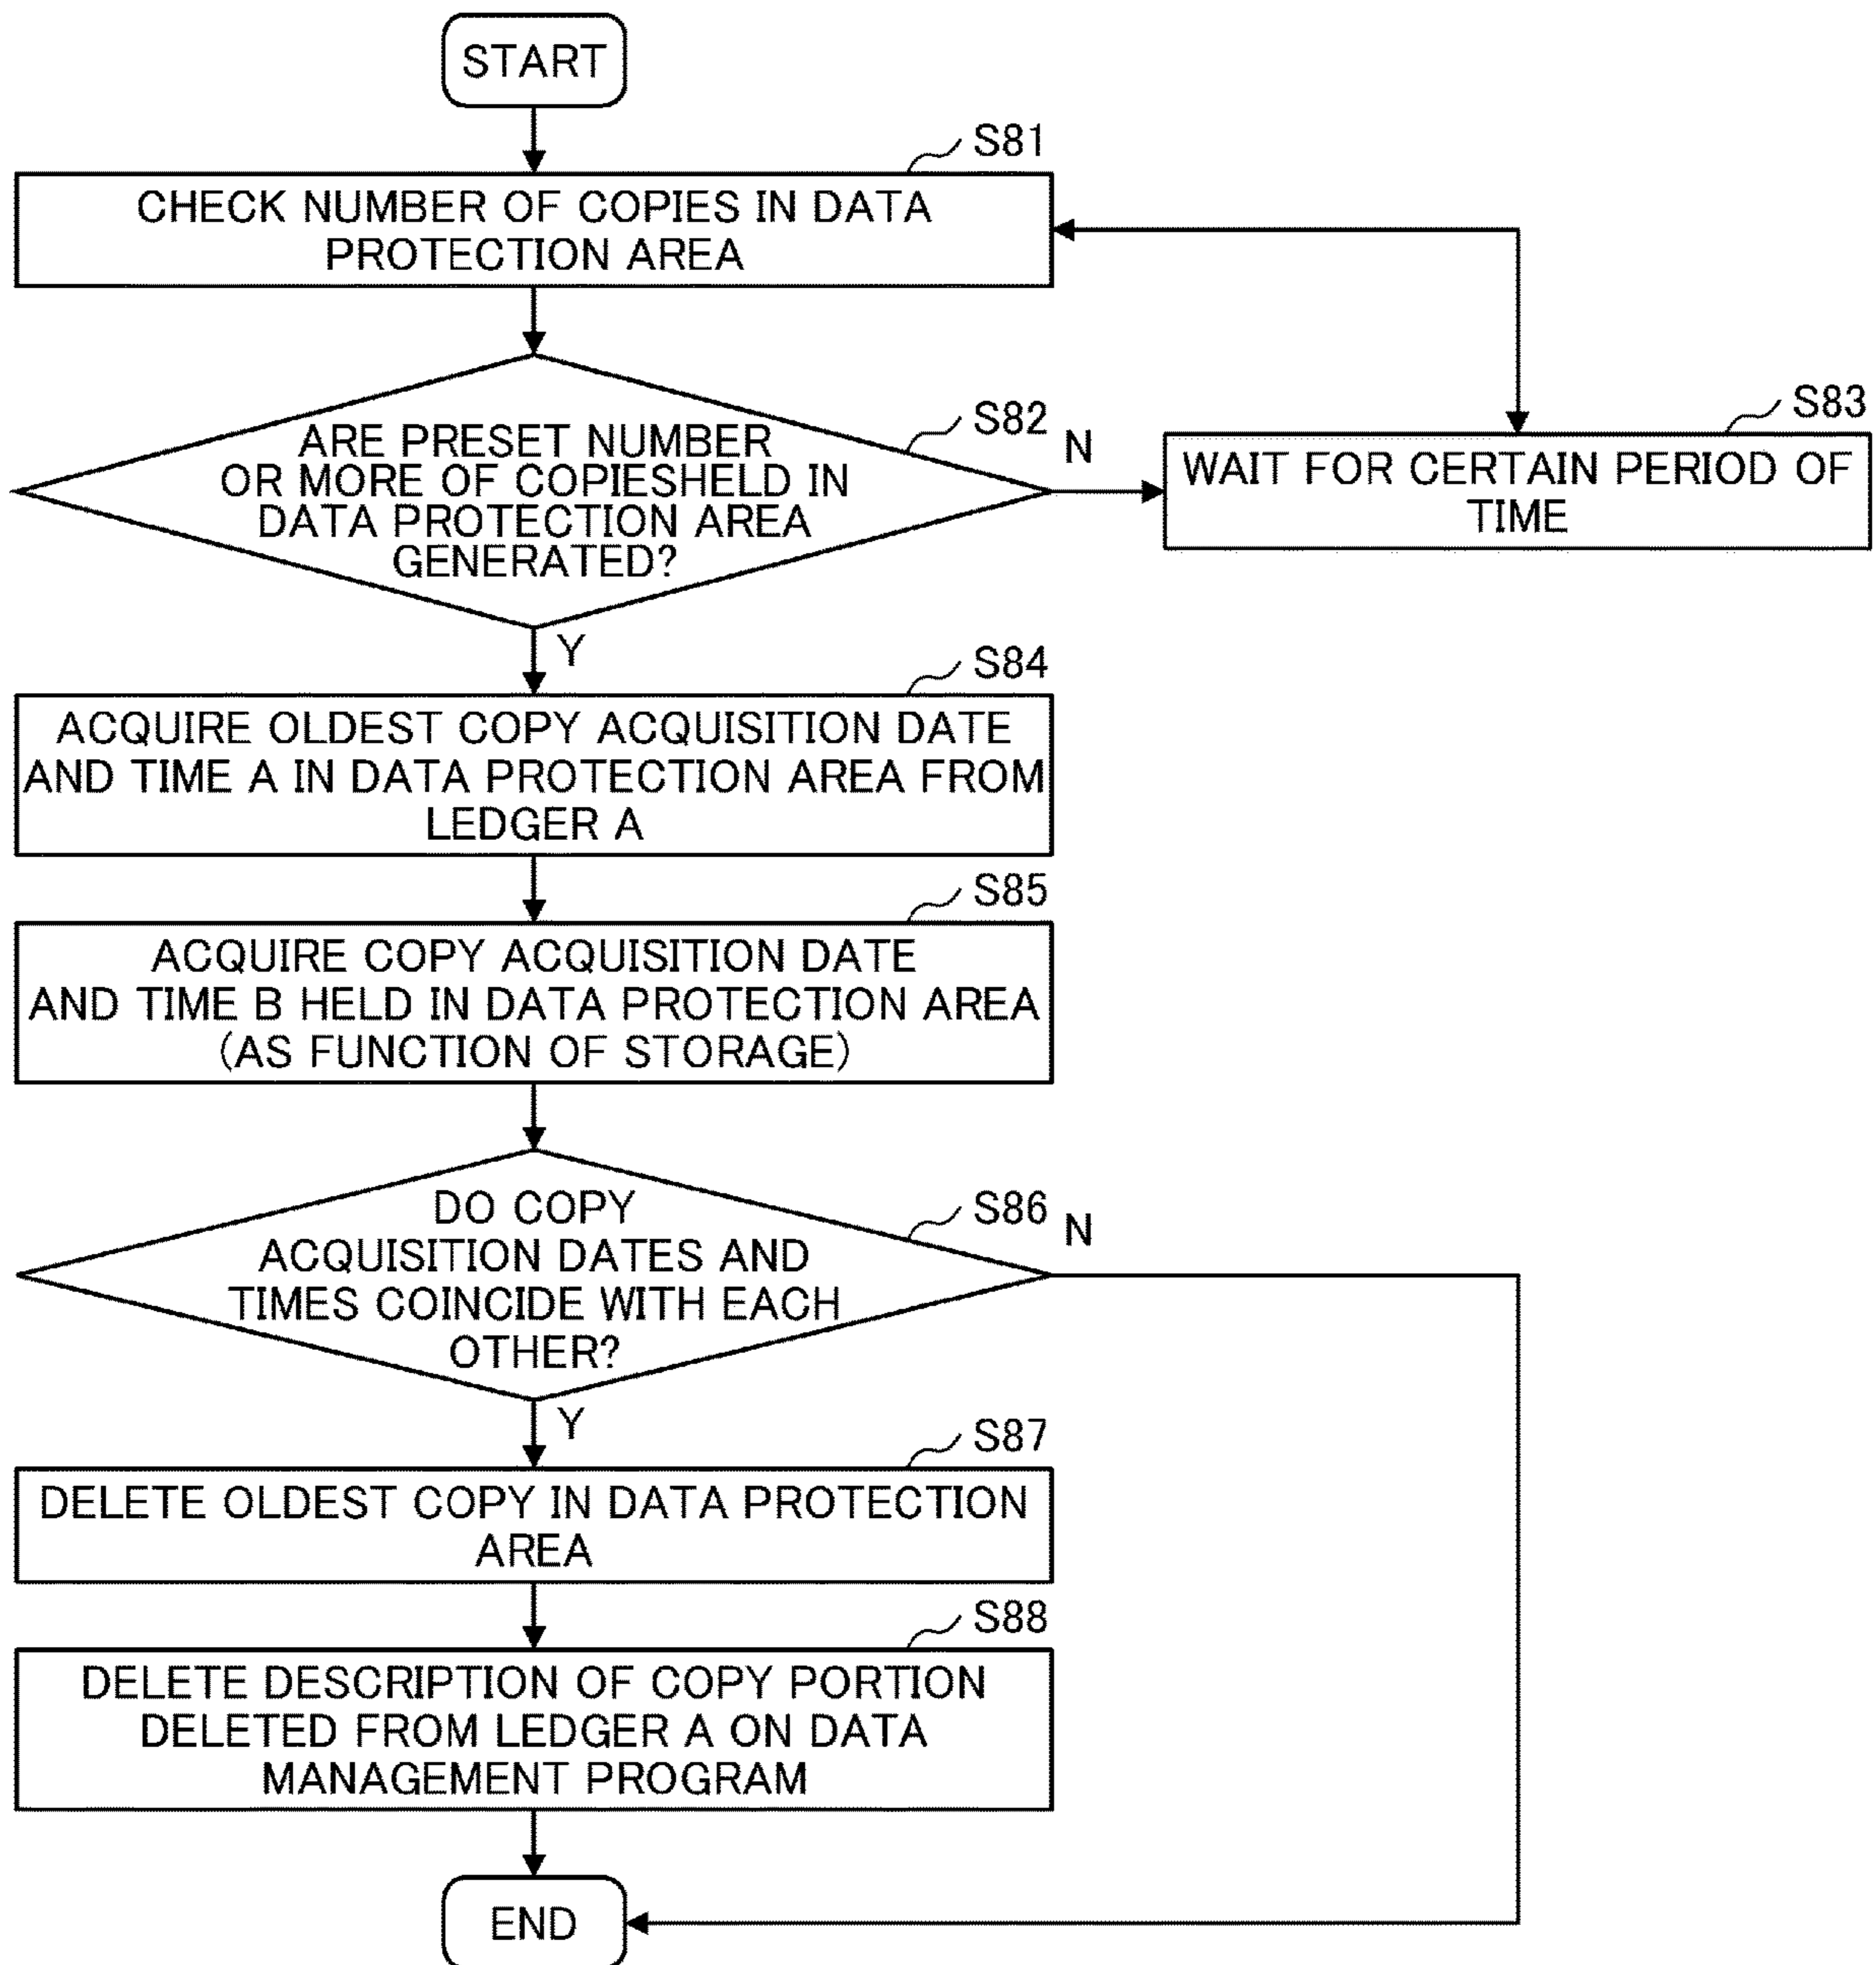 START
S81
CHECK NUMBER OF COPIES IN DATA
PROTECTION AREA
S82
ARE PRESET NUMBER
OR MORE OF COPIESHELD IN
DATA PROTECTION AREA
GENERATED?
N
S83
WAIT FOR CERTAIN PERIOD OF
TIME
Y
S84
ACQUIRE OLDEST COPY ACQUISITION DATE
AND TIME A IN DATA PROTECTION AREA FROM
LEDGER A
S85
ACQUIRE COPY ACQUISITION DATE
AND TIME B HELD IN DATA PROTECTION AREA
(AS FUNCTION OF STORAGE)
S86
DO COPY
ACQUISITION DATES AND
TIMES COINCIDE WITH EACH
OTHER?
N
Y
S87
DELETE OLDEST COPY IN DATA PROTECTION
AREA
S88
DELETE DESCRIPTION OF COPY PORTION
DELETED FROM LEDGER A ON DATA
MANAGEMENT PROGRAM
END